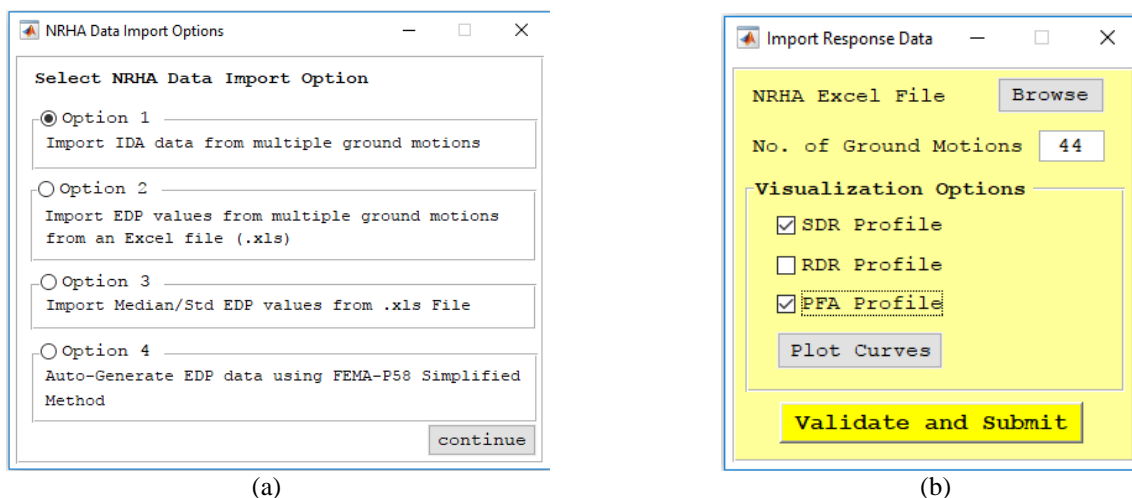 NRHA Data Import Options
Select NRHA Data Import Option
Option 1
Import IDA data from multiple ground motions
Option 2
Import EDP values from multiple ground motions
from an Excel file (.xls)
Option 3
Import Median/Std EDP values from .xls File
Option 4
Auto-Generate EDP data using FEMA-P58 Simplified
Method
continue
(a)
Import Response Data
NRHA Excel File Browse
No. of Ground Motions 44
Visualization Options
SDR Profile
RDR Profile
PFA Profile
Plot Curves
Validate and Submit
(b)